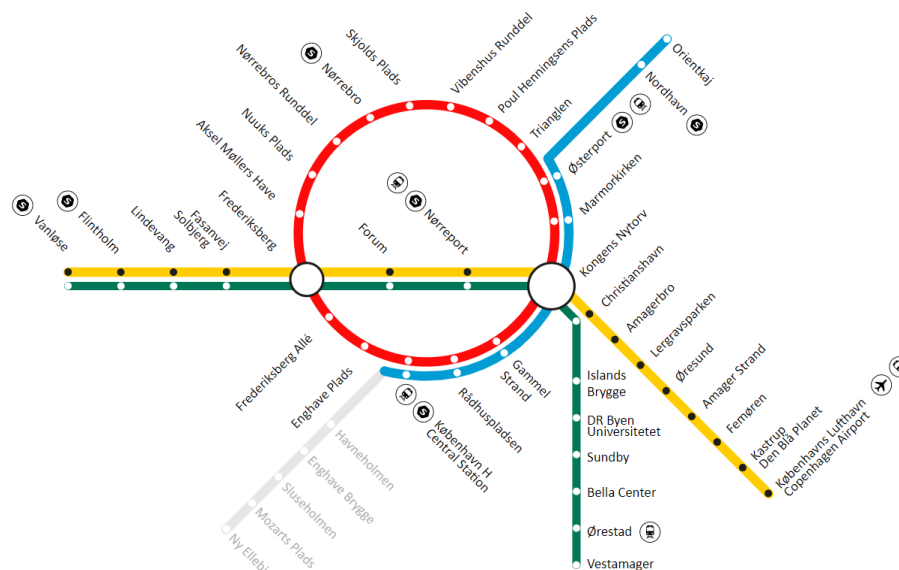 Skjolds Plads
Nørrebro
Nørrebros Runddel
Nuuks Plads
Aksel Møllers Have
Frederiksberg
Fasanvej
Solbjerg
Lindevang
Flintholm
Vanløse
Vibenshus Runddel
Poul Henningsens Plads
Trianglen
Orientkaj
Nordhavn
Østerport
Marmorkirken
Forum
Nørreport
Kongens Nytorv
Christianshavn
Amagerbro
Lergravsparken
Øresund
Amager Strand
Femøren
Kastrup
Den Blå Planet
Københavns Lufthavn
Copenhagen Airport
Frederiksberg Allé
Enghave Plads
København H
Central Station
Rådhuspladsen
Gammel
Strand
Islands
Brygge
DR Byen
Universitetet
Sundby
Bella Center
Ørestad
Vestamager
Havneholmen
Enghave Brygge
Sluseholmen
Mozarts Plads
Ny